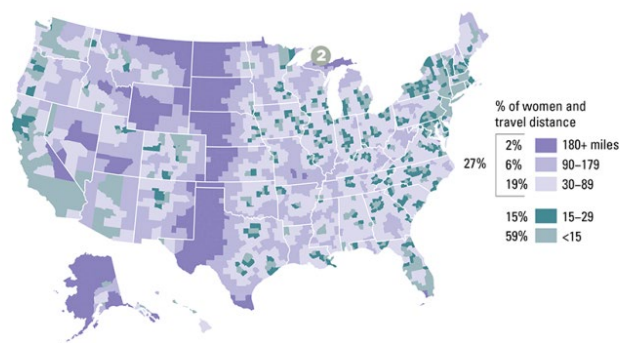 2
% of women and
travel distance
2% 180+ miles
27% 6% 90–179
19% 30–89
15% 15–29
59% <15